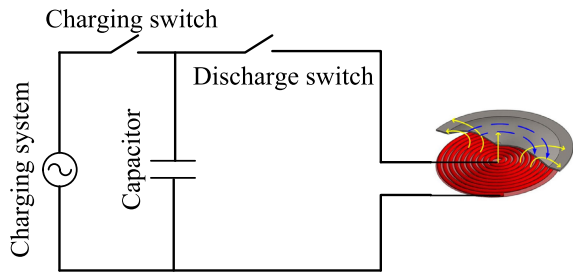 Charging switch
Discharge switch
Charging system
Capacitor